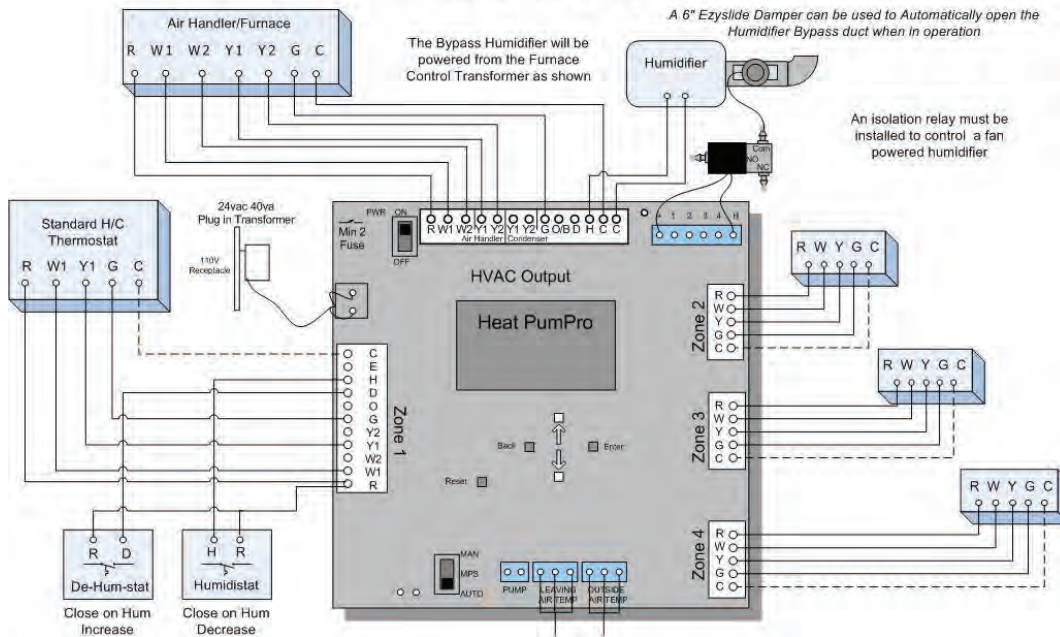 Air Handler/Furnace
R W1 W2 Y1 Y2 G C
The Bypass Humidifier will be
powered from the Furnace
Control Transformer as shown
A 6" Ezyslide Damper can be used to Automatically open the
Humidifier Bypass duct when in operation
Humidifier
An isolation relay must be
installed to control a fan
powered humidifier
Com
NO
NC
Standard H/C
Thermostat
R W1 Y1 G C
24vac 40va
Plug in Transformer
110V
Receptacle
PWR
ON
OFF
Min 2
Fuse
R W1 W2 Y1 Y2 Y1 Y2 G O/B D H C C
Air Handler Condenser
+ 1 2 3 4 H
HVAC Output
Heat PumpPro
Zone 1
C
E
H
D
O
G
Y2
Y1
W2
W1
R
Zone 2
R
W
Y
G
C
R W Y G C
Zone 3
R
W
Y
G
C
R W Y G C
Zone 4
R
W
Y
G
C
R W Y G C
Back
Enter
Reset
MAN
MPS
AUTO
PUMP
LEAVING
AIR TEMP
OUTSIDE
AIR TEMP
R D
De-Hum-stat
Close on Hum
Increase
H R
Humidistat
Close on Hum
Decrease